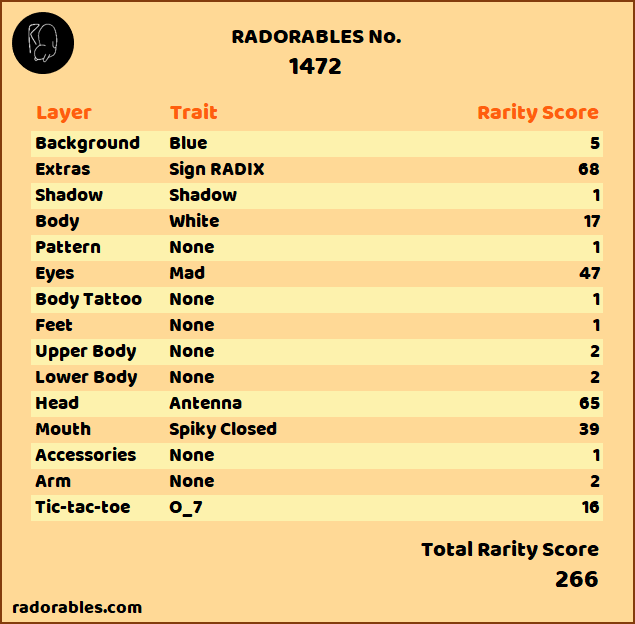 RADORABLES No.
1472
Layer Trait Rarity Score
Background Blue 5
Extras Sign RADIX 68
Shadow Shadow 1
Body White 17
Pattern None 1
Eyes Mad 47
Body Tattoo None 1
Feet None 1
Upper Body None 2
Lower Body None 2
Head Antenna 65
Mouth Spiky Closed 39
Accessories None 1
Arm None 2
Tic-tac-toe O_7 16
Total Rarity Score
266
radorables.com